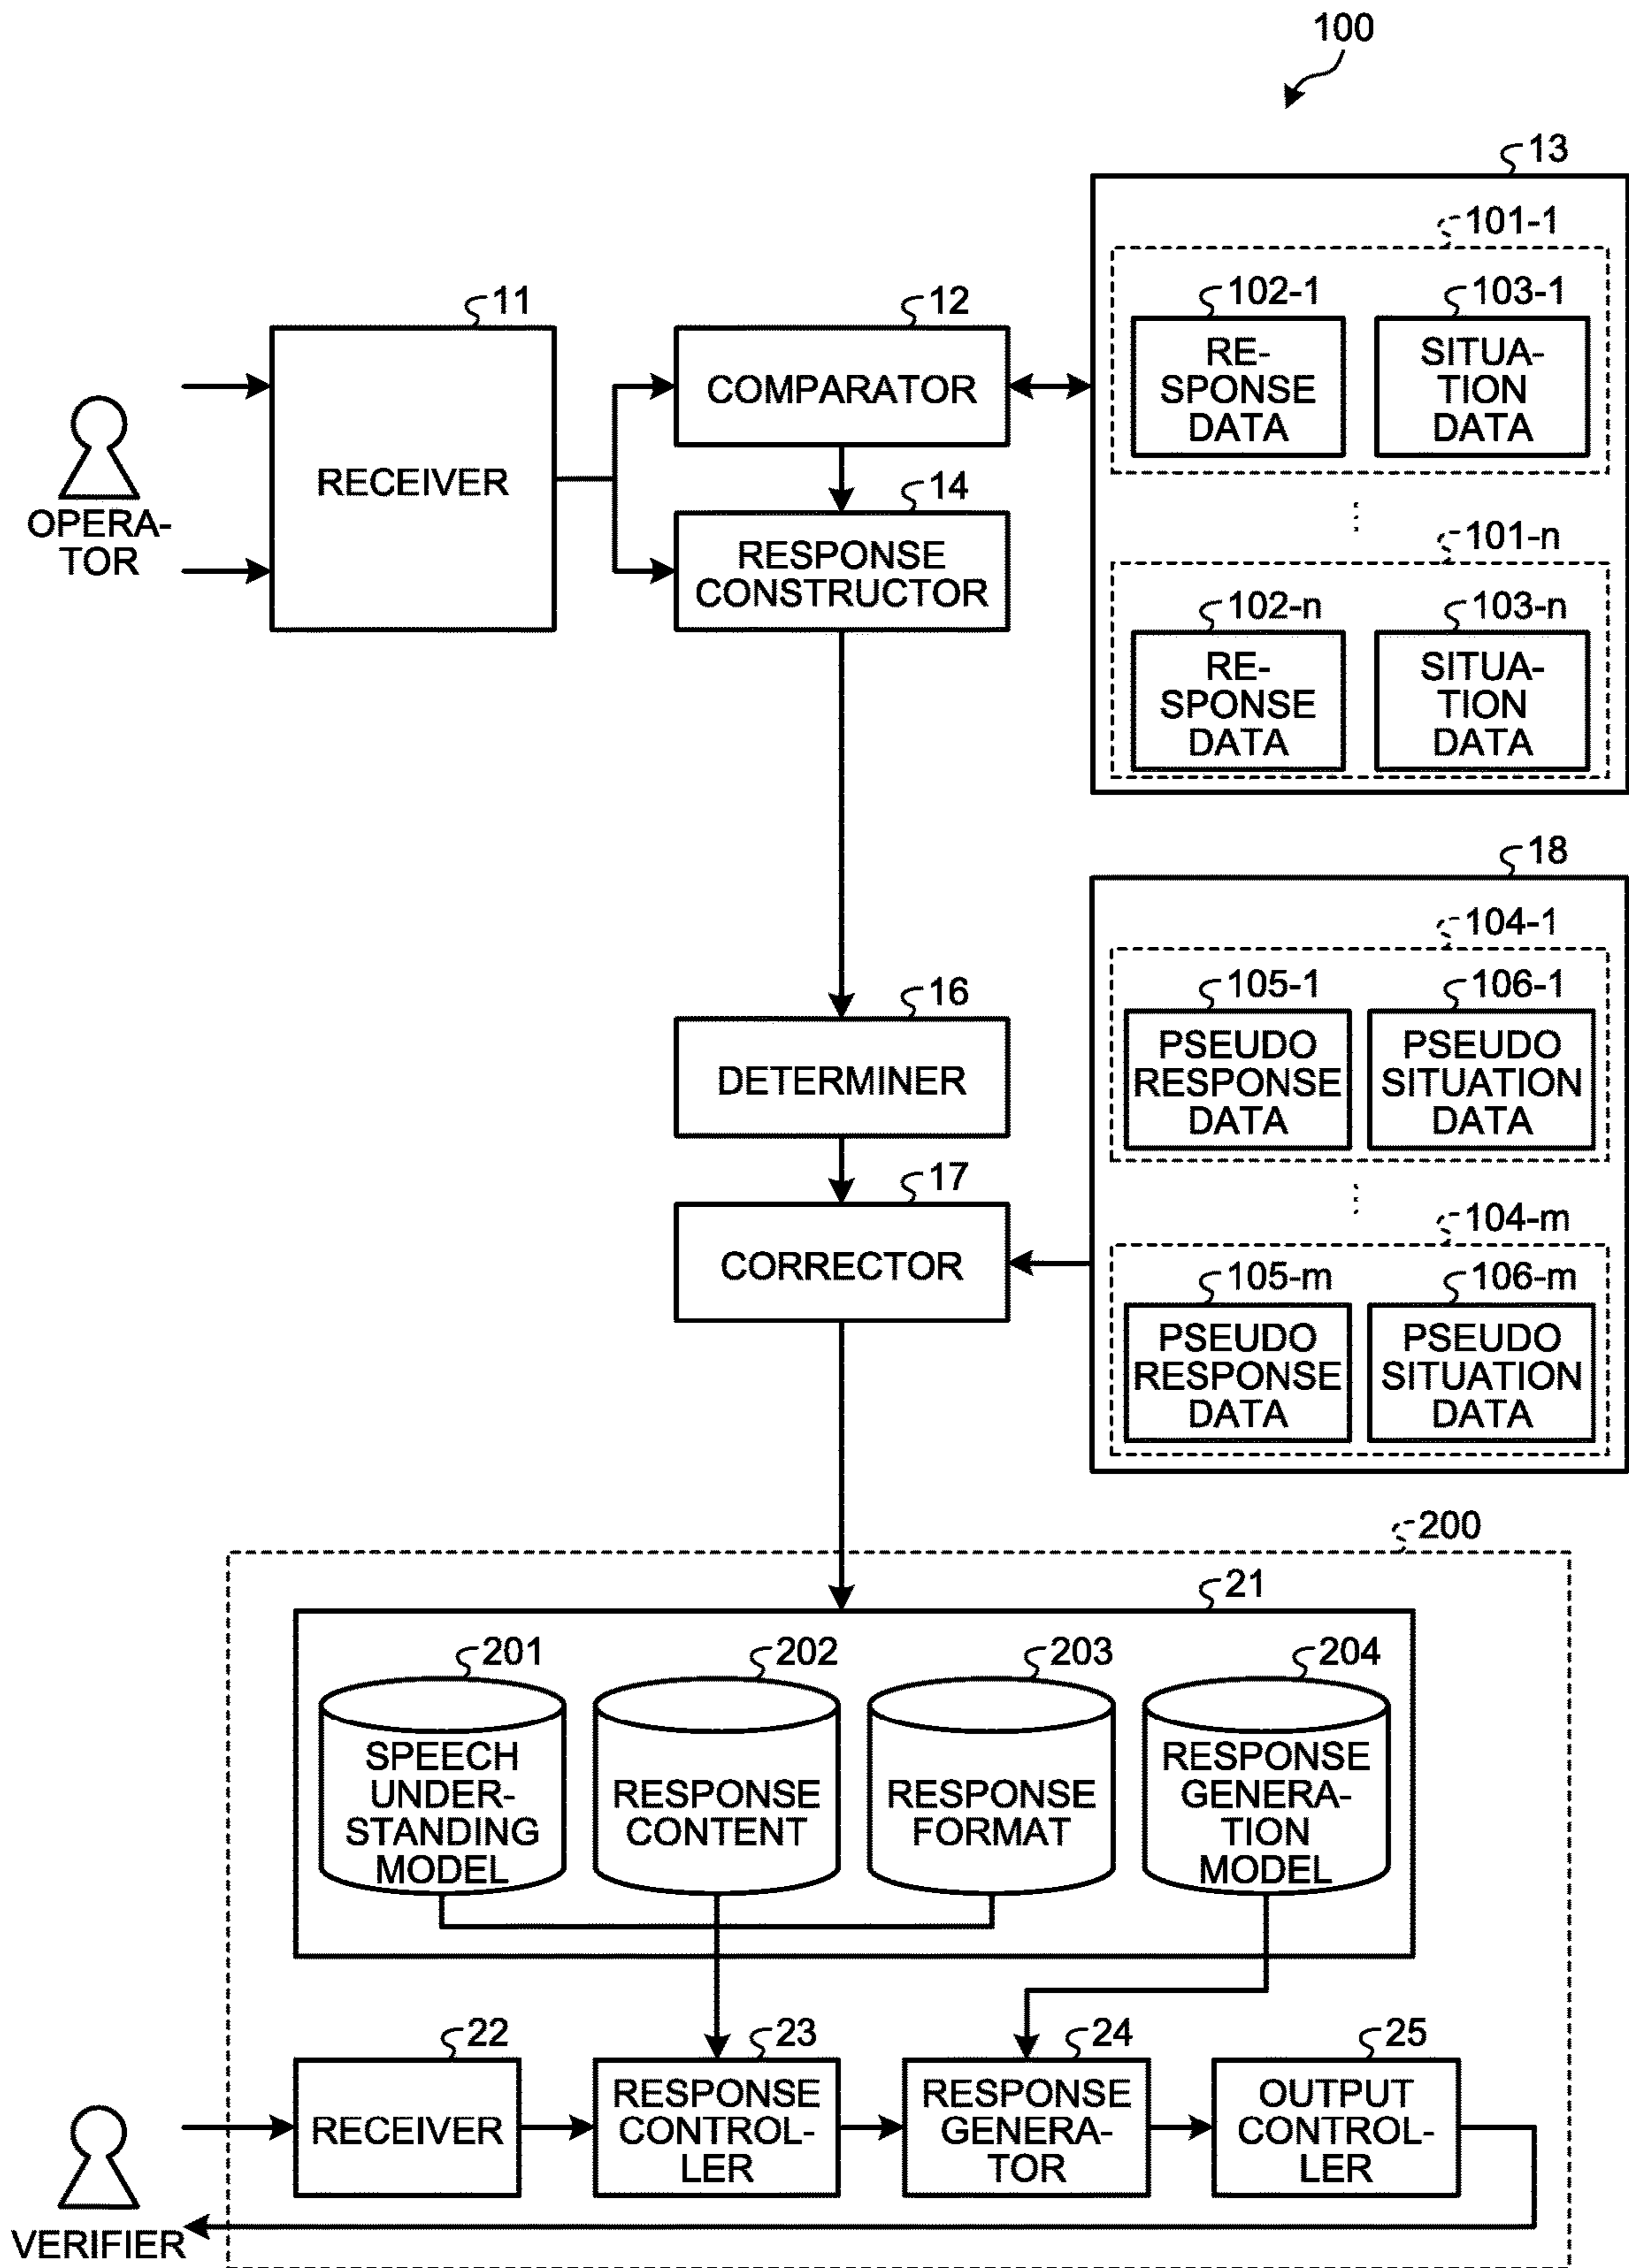 100
13
101-1
11
12
102-1
103-1
RE-
SPONSE
DATA
SITUA-
TION
DATA
COMPARATOR
RECEIVER
OPERA-
TOR
14
RESPONSE
CONSTRUCTOR
101-n
102-n
103-n
RE-
SPONSE
DATA
SITUA-
TION
DATA
18
104-1
16
105-1
106-1
DETERMINER
PSEUDO
RESPONSE
DATA
PSEUDO
SITUATION
DATA
17
CORRECTOR
104-m
105-m
106-m
PSEUDO
RESPONSE
DATA
PSEUDO
SITUATION
DATA
200
21
201
202
203
204
SPEECH
UNDER-
STANDING
MODEL
RESPONSE
CONTENT
RESPONSE
FORMAT
RESPONSE
GENERA-
TION
MODEL
22
23
24
25
RECEIVER
RESPONSE
CONTROL-
LER
RESPONSE
GENERA-
TOR
OUTPUT
CONTROL-
LER
VERIFIER